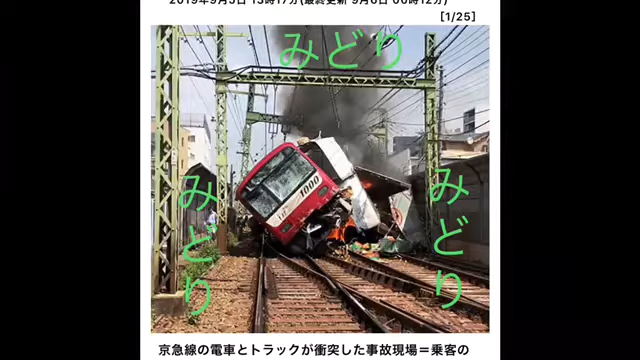 2019年9月5日 13時17分(最終更新 9月6日 00時12分)
[1/25]
みどり
みどり
みどり
1000
京急線の電車とトラックが衝突した事故現場＝乗客の